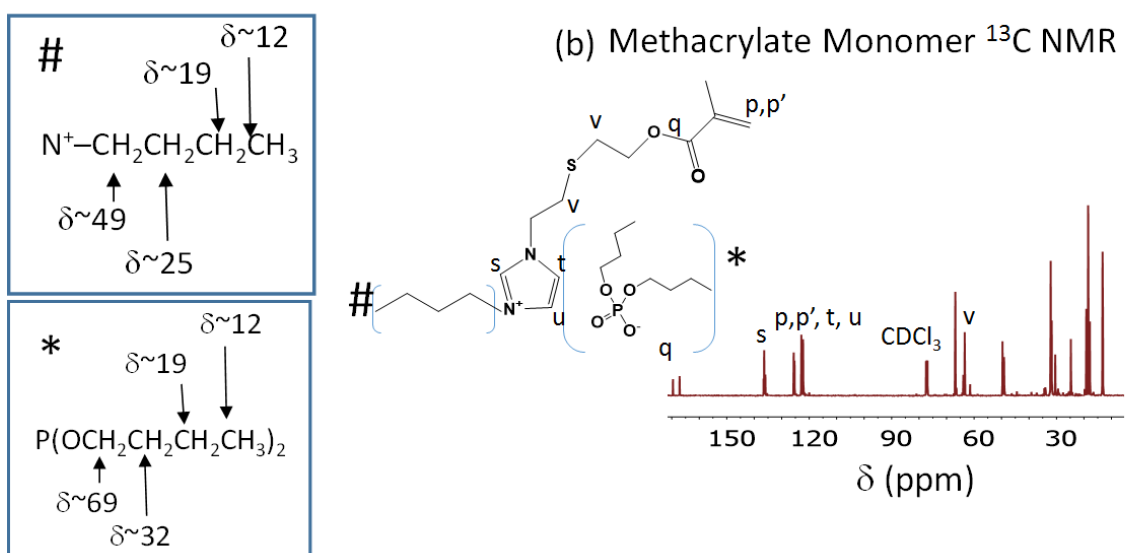 #
δ~12
δ~19
N⁺–CH₂CH₂CH₂CH₃
δ~49
δ~25
*
δ~12
δ~19
P(OCH₂CH₂CH₂CH₃)₂
δ~69
δ~32
(b) Methacrylate Monomer ¹³C NMR
p,p'
v
O
q
S
O
v
N
s
t
*
#
O
O
P
N⁺
O
O⁻
u
q
s
p,p', t, u
CDCl₃
v
150 120 90 60 30
δ (ppm)